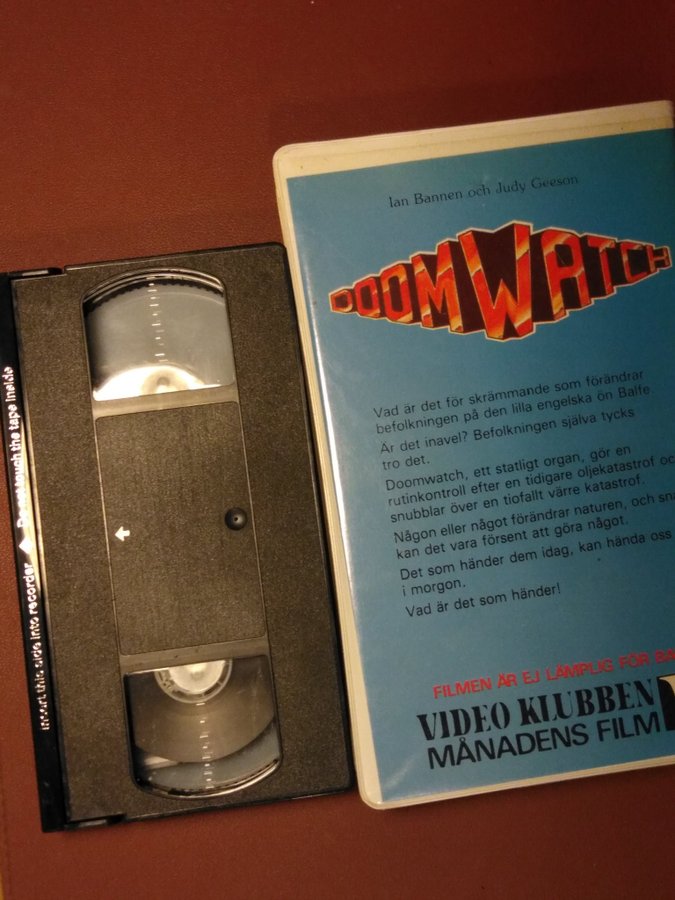 Ian Bannen och Judy Geeson
DOOMWATCH
Vad är det för skrämmande som förändrar
befolkningen på den lilla engelska ön Balfe.
Är det inavel? Befolkningen själva tycks
tro det.
Doomwatch, ett statligt organ, gör en
rutinkontroll efter en tidigare oljekatastrof oc
snubblar över en tiofallt värre katastrof.
Någon eller något förändrar naturen, och sna
kan det vara försent att göra något.
Det som händer dem idag, kan hända oss
i morgon.
Vad är det som händer!
FILMEN ÄR EJ LÄMPLIG FÖR BA
VIDEO KLUBBEN
MÅNADENS FILM
Insert this side into recorder Do not touch the tape inside